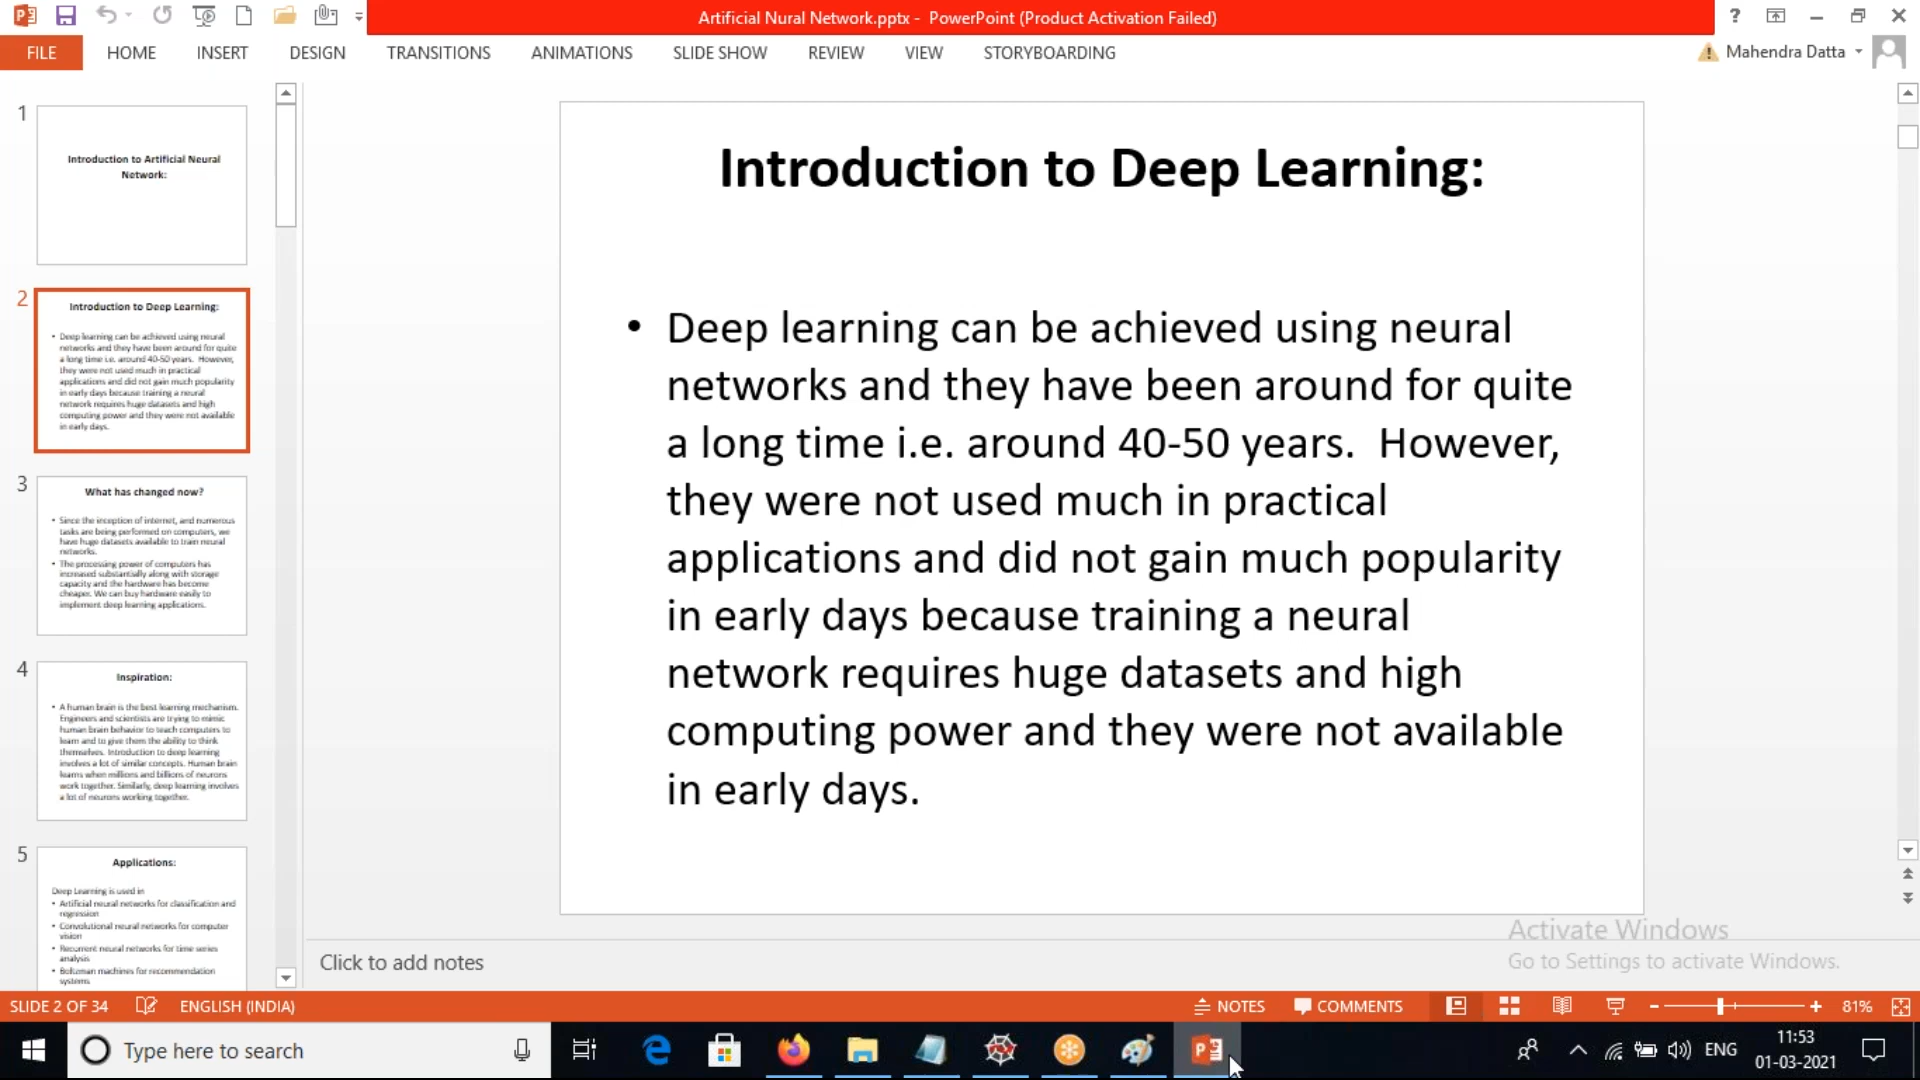 Artificial Nural Network.pptx - PowerPoint (Product Activation Failed)
FILE HOME INSERT DESIGN TRANSITIONS ANIMATIONS SLIDE SHOW REVIEW VIEW STORYBOARDING
Mahendra Datta
1
Introduction to Artificial Neural
Network:
2
Introduction to Deep Learning:
• Deep learning can be achieved using neural
networks and they have been around for quite
a long time i.e. around 40-50 years. However,
they were not used much in practical
applications and did not gain much popularity
in early days because training a neural
network requires huge datasets and high
computing power and they were not available
in early days.
3
What has changed now?
• Since the inception of internet, and numerous
tasks are being performed on computers, we
have huge datasets available to train neural
networks.
• The processing power of computers has
increased substantially along with storage
capacity and the hardware has become
cheaper. We can buy hardware easily to
implement deep learning applications.
4
Inspiration:
• A human brain is the best learning mechanism.
Engineers and scientists are trying to mimic
human brain behavior to teach computers to
learn and to give them the ability to think
themselves. Introduction to deep learning
involves a lot of similar concepts. Human brain
learns when millions and billions of neurons
work together. Similarly, deep learning involves
a lot of neurons working together.
5
Applications:
Deep Learning is used in
• Artificial neural networks for classification and
regression
• Convolutional neural networks for computer
vision
• Recurrent neural networks for time series
analysis
• Boltzman machines for recommendation
systems
Introduction to Deep Learning:
• Deep learning can be achieved using neural
networks and they have been around for quite
a long time i.e. around 40-50 years. However,
they were not used much in practical
applications and did not gain much popularity
in early days because training a neural
network requires huge datasets and high
computing power and they were not available
in early days.
Activate Windows
Go to Settings to activate Windows.
Click to add notes
SLIDE 2 OF 34 ENGLISH (INDIA) NOTES COMMENTS 81%
Type here to search
ENG
11:53
01-03-2021